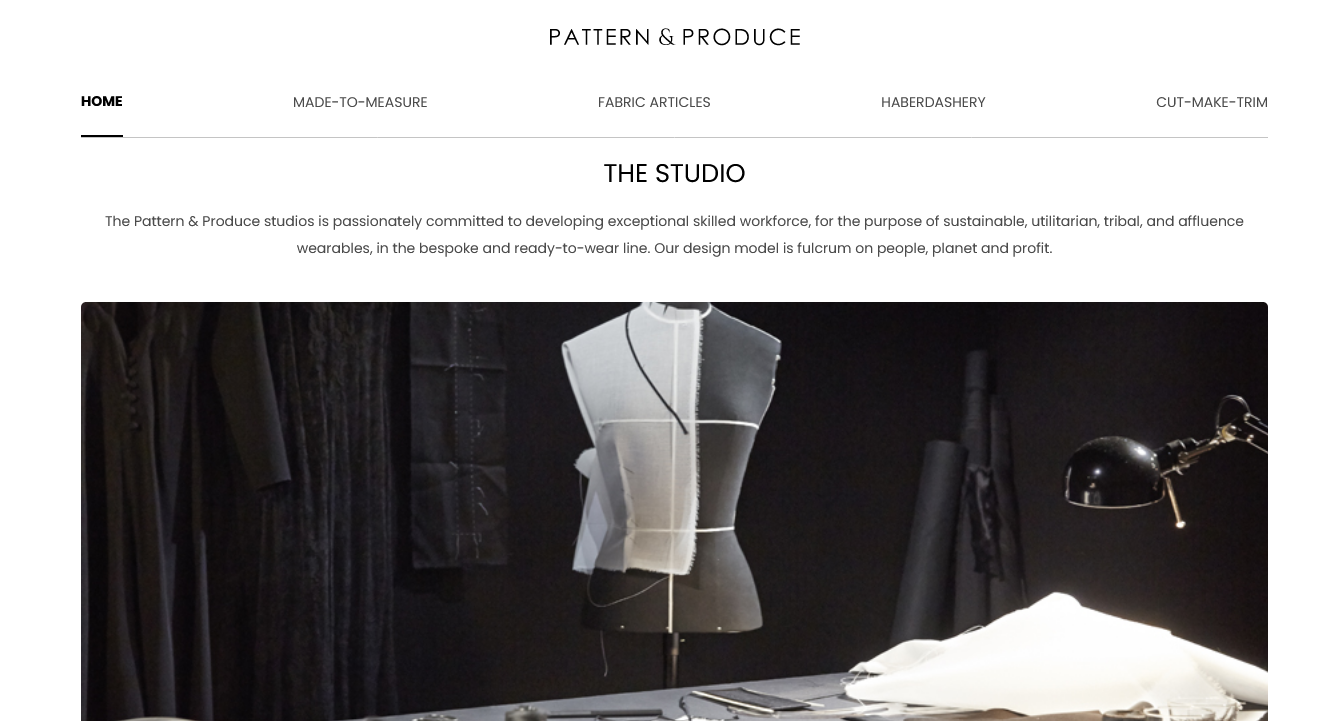 PATTERN & PRODUCE
HOME
MADE-TO-MEASURE
FABRIC ARTICLES
HABERDASHERY
CUT-MAKE-TRIM
THE STUDIO
The Pattern & Produce studios is passionately committed to developing exceptional skilled workforce, for the purpose of sustainable, utilitarian, tribal, and affluence
wearables, in the bespoke and ready-to-wear line. Our design model is fulcrum on people, planet and profit.